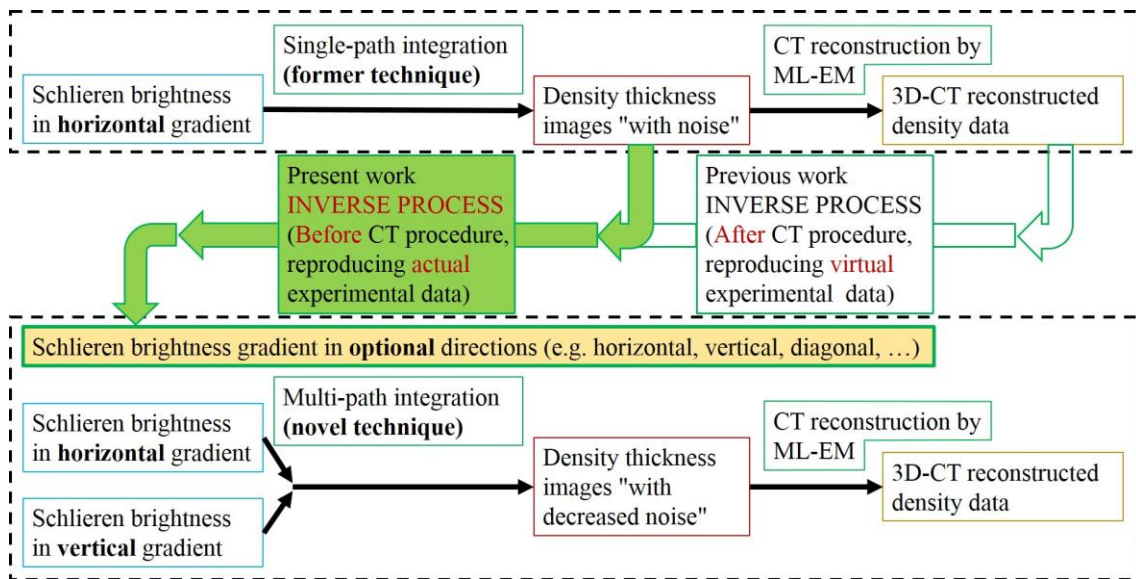 Single-path integration
(former technique)
CT reconstruction by
ML-EM
Schlieren brightness
in horizontal gradient
Density thickness
images "with noise"
3D-CT reconstructed
density data
Present work
INVERSE PROCESS
(Before CT procedure,
reproducing actual
experimental data)
Previous work
INVERSE PROCESS
(After CT procedure,
reproducing virtual
experimental data)
Schlieren brightness gradient in optional directions (e.g. horizontal, vertical, diagonal, …)
Multi-path integration
(novel technique)
CT reconstruction by
ML-EM
Schlieren brightness
in horizontal gradient
Density thickness
images "with
decreased noise"
3D-CT reconstructed
density data
Schlieren brightness
in vertical gradient